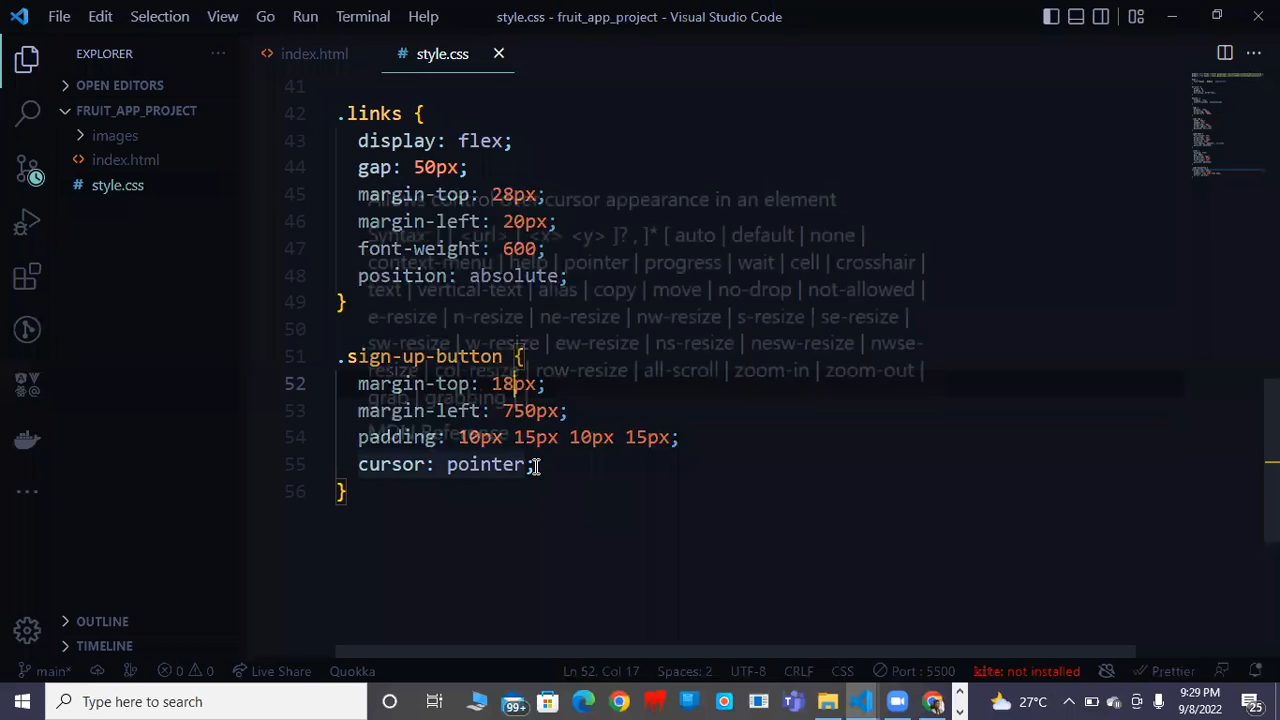 File Edit Selection View Go Run Terminal Help style.css - fruit_app_project - Visual Studio Code
EXPLORER
index.html
# style.css
OPEN EDITORS
FRUIT_APP_PROJECT
images
index.html
# style.css
41
42 .links {
43 display: flex;
44 gap: 50px;
45 margin-top: 28px;
46 margin-left: 20px;
47 font-weight: 600;
48 position: absolute;
49 }
50
51 .sign-up-button {
52 margin-top: 18px;
53 margin-left: 750px;
54 padding: 10px 15px 10px 15px;
55 cursor: pointer;
56 }
cursor appearance in an element
Syntax: [ [ <url> [ <x> <y> ]? , ]* [ auto | default | none |
context-menu | help | pointer | progress | wait | cell | crosshair |
text | vertical-text | alias | copy | move | no-drop | not-allowed |
e-resize | n-resize | ne-resize | nw-resize | s-resize | se-resize |
sw-resize | w-resize | ew-resize | ns-resize | nesw-resize | nwse-
resize | col-resize | row-resize | all-scroll | zoom-in | zoom-out |
grab | grabbing
MDN Reference
OUTLINE
TIMELINE
main* 0 0 Live Share Quokka Ln 52, Col 17 Spaces: 2 UTF-8 CRLF CSS Port : 5500 kite: not installed Prettier
Type here to search 99+ 27°C 9:29 PM
9/8/2022 25